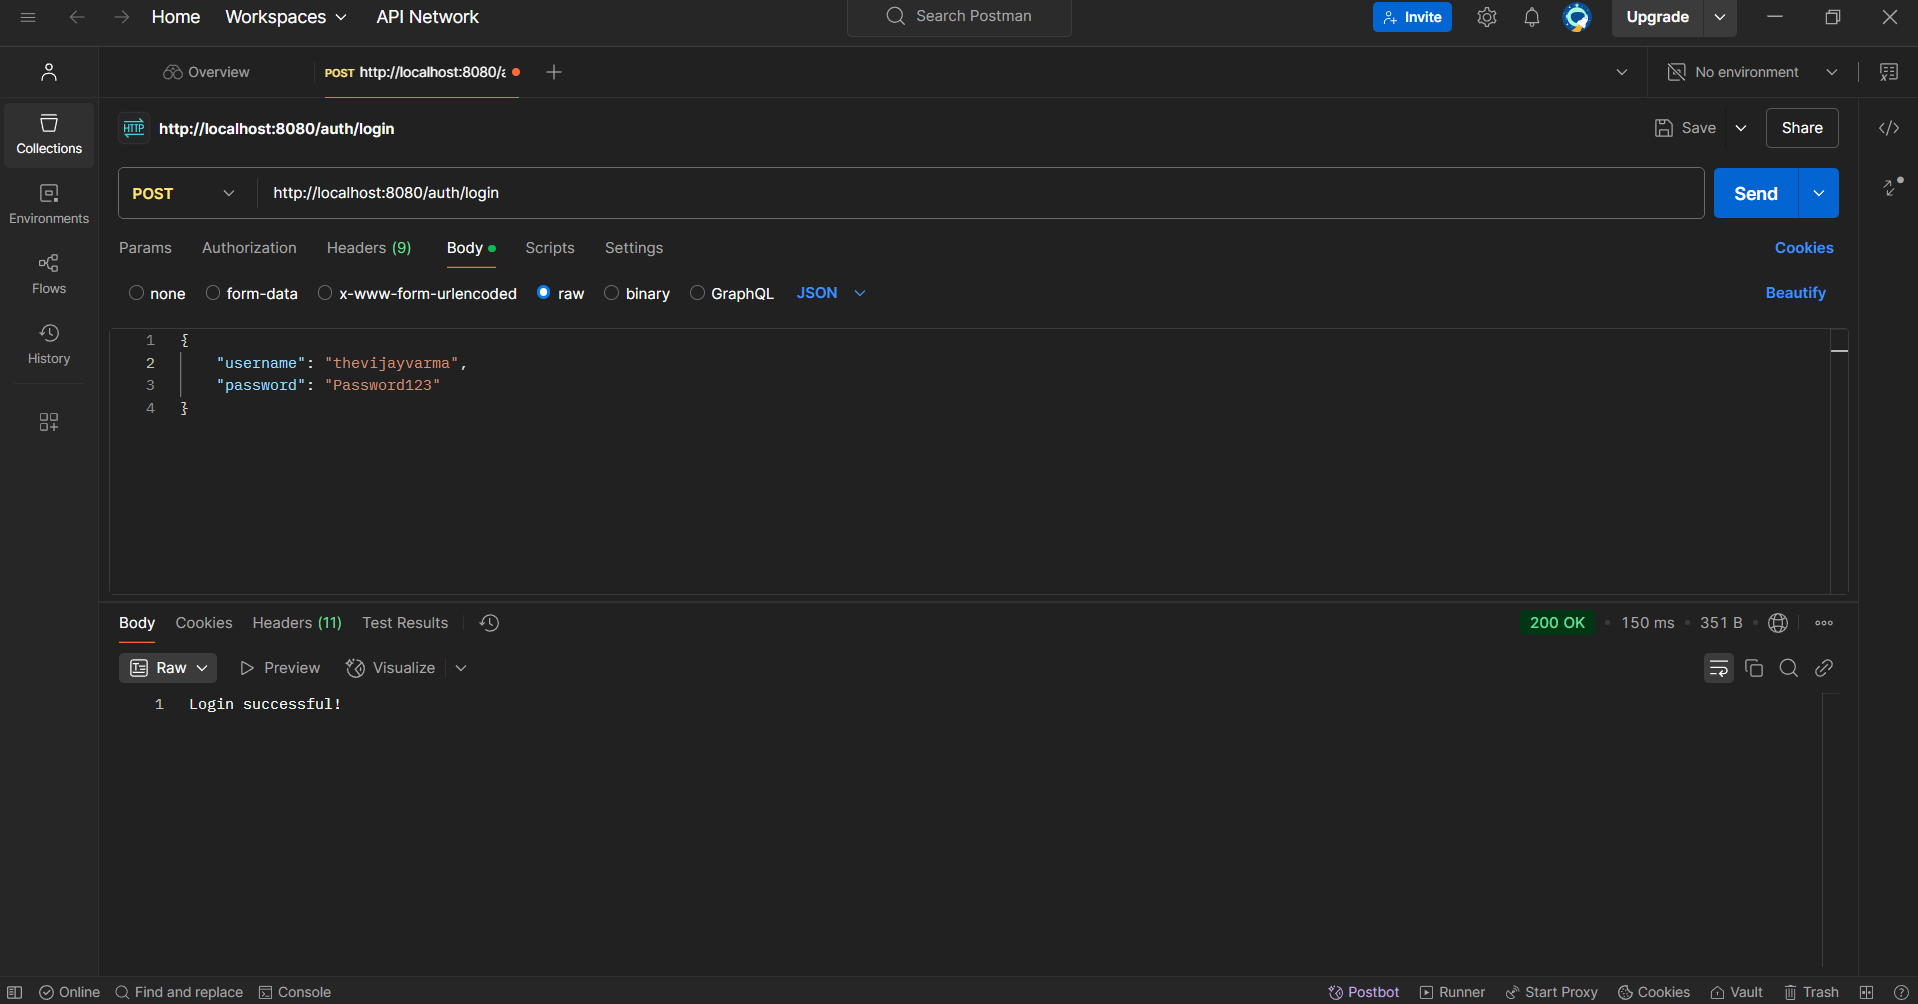 Home Workspaces API Network Search Postman Invite Upgrade
Overview POST http://localhost:8080/a No environment
HTTP http://localhost:8080/auth/login Save Share
Collections
POST http://localhost:8080/auth/login Send
Environments
Params Authorization Headers (9) Body Scripts Settings Cookies
Flows
none form-data x-www-form-urlencoded raw binary GraphQL JSON Beautify
History
1 {
2 "username": "thevijayvarma",
3 "password": "Password123"
4 }
Body Cookies Headers (11) Test Results 200 OK • 150 ms • 351 B •
Raw Preview Visualize
1 Login successful!
Online Find and replace Console Postbot Runner Start Proxy Cookies Vault Trash